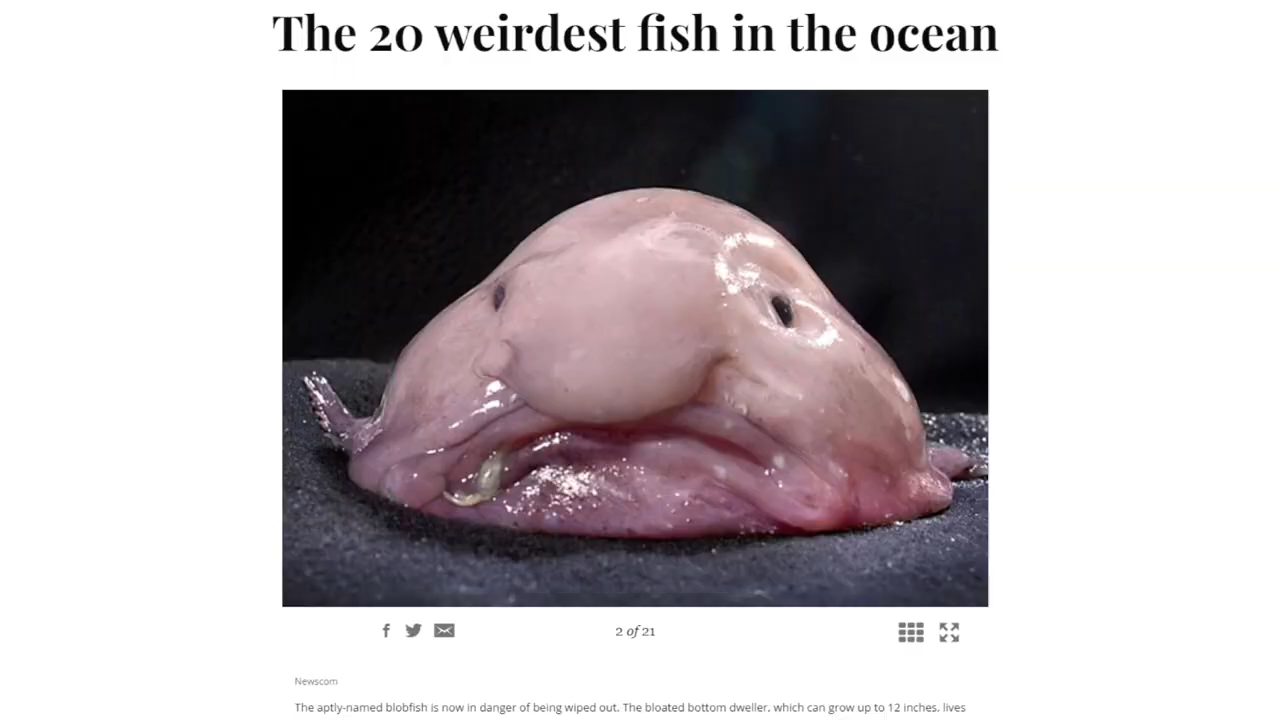 The 20 weirdest fish in the ocean
2 of 21
Newscom
The aptly-named blobfish is now in danger of being wiped out. The bloated bottom dweller, which can grow up to 12 inches, lives